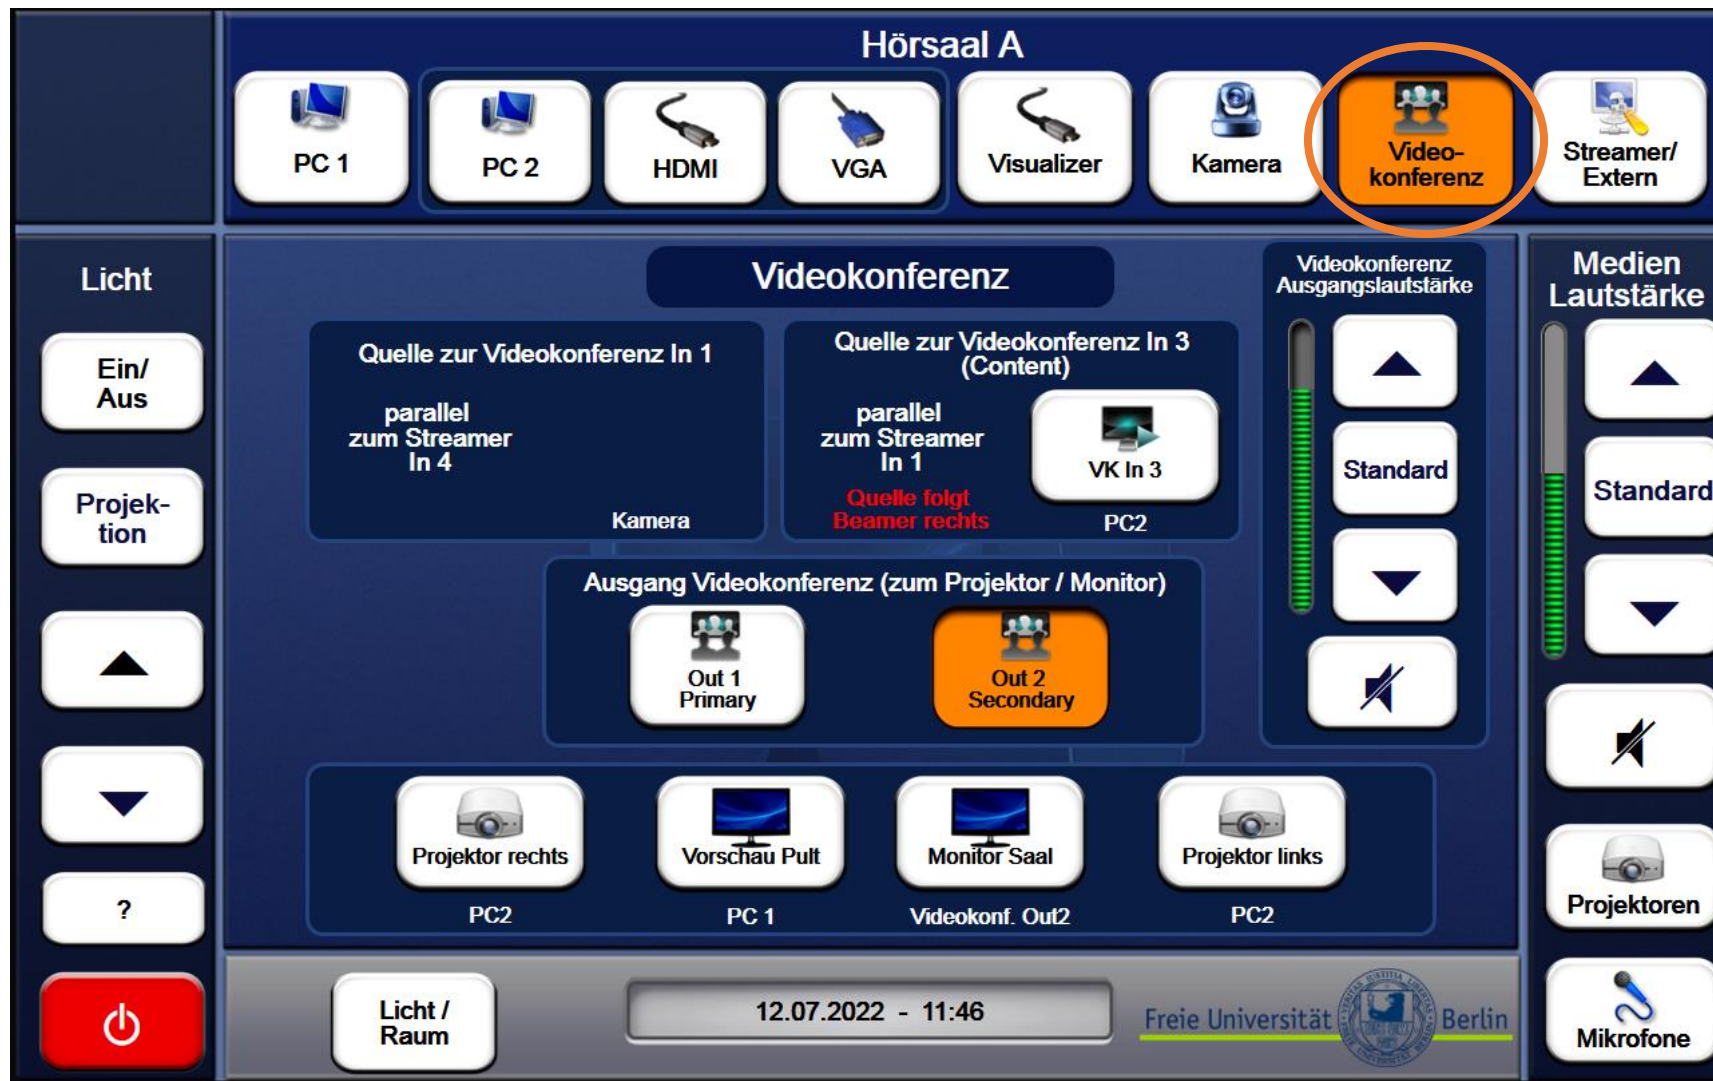 Hörsaal A
PC 1
PC 2
HDMI
VGA
Visualizer
Kamera
Video-
konferenz
Streamer/
Extern
Licht
Ein/
Aus
Projek-
tion
?
Videokonferenz
Quelle zur Videokonferenz In 1
parallel
zum Streamer
In 4
Kamera
Quelle zur Videokonferenz In 3
(Content)
parallel
zum Streamer
In 1
Quelle folgt
Beamer rechts
VK In 3
PC2
Ausgang Videokonferenz (zum Projektor / Monitor)
Out 1
Primary
Out 2
Secondary
Projektor rechts
PC2
Vorschau Pult
PC 1
Monitor Saal
Videokonf. Out2
Projektor links
PC2
Videokonferenz
Ausgangslautstärke
Standard
Medien
Lautstärke
Standard
Projektoren
Mikrofone
Licht /
Raum
12.07.2022 - 11:46
Freie Universität Berlin